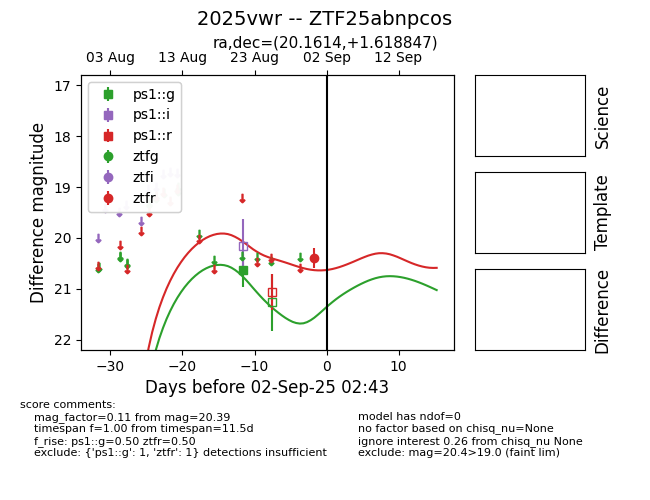 2025vwr -- ZTF25abnpcos
ra,dec=(20.1614,+1.618847)
03 Aug 13 Aug 23 Aug 02 Sep 12 Sep
17
18
19
20
21
22
Difference magnitude
ps1::g
ps1::i
ps1::r
ztfg
ztfi
ztfr
−30 −20 −10 0 10
Days before 02-Sep-25 02:43
Science
Template
Difference
score comments:
mag_factor=0.11 from mag=20.39
timespan f=1.00 from timespan=11.5d
f_rise: ps1::g=0.50 ztfr=0.50
exclude: {'ps1::g': 1, 'ztfr': 1} detections insufficient
model has ndof=0
no factor based on chisq_nu=None
ignore interest 0.26 from chisq_nu None
exclude: mag=20.4>19.0 (faint lim)